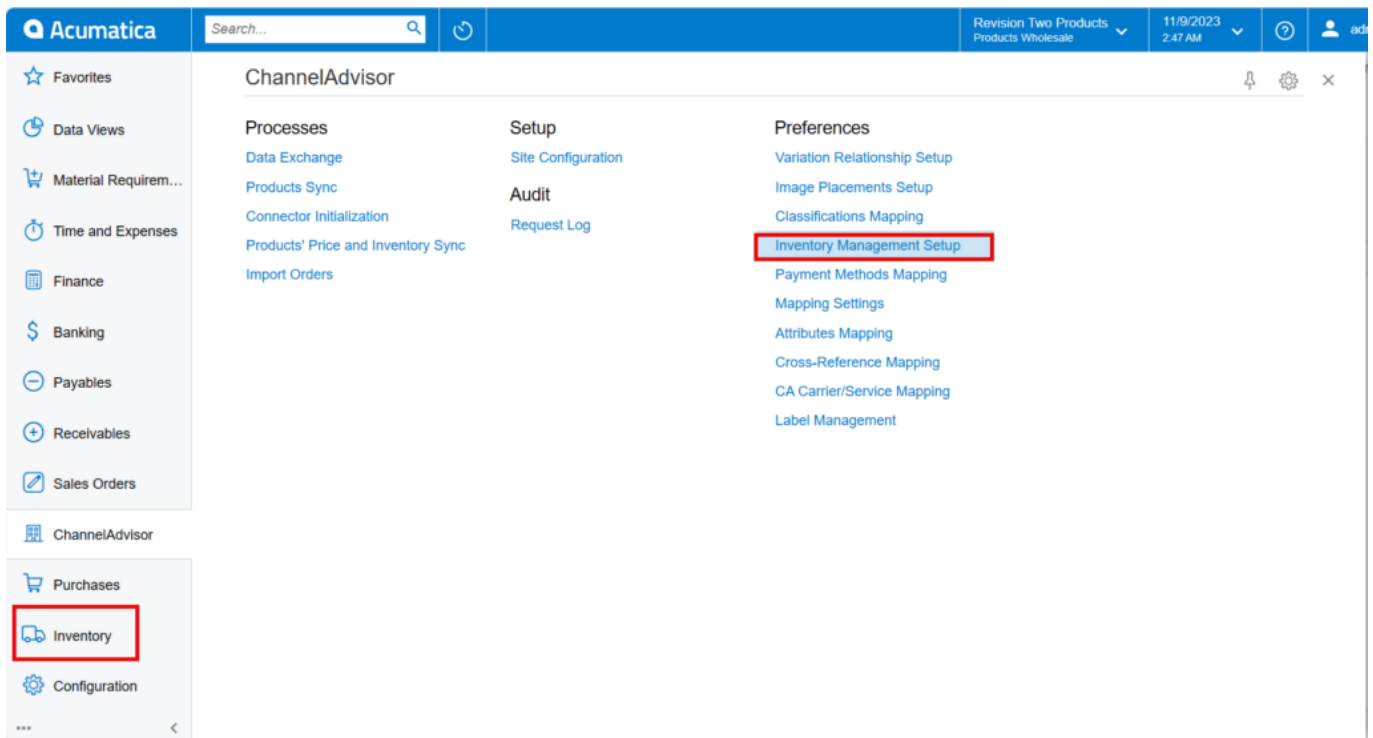 Acumatica
Search...
Revision Two Products
Products Wholesale
11/9/2023
2:47 AM
Favorites
Data Views
Material Requirem...
Time and Expenses
Finance
Banking
Payables
Receivables
Sales Orders
ChannelAdvisor
Purchases
Inventory
Configuration
ChannelAdvisor
Processes
Data Exchange
Products Sync
Connector Initialization
Products' Price and Inventory Sync
Import Orders
Setup
Site Configuration
Audit
Request Log
Preferences
Variation Relationship Setup
Image Placements Setup
Classifications Mapping
Inventory Management Setup
Payment Methods Mapping
Mapping Settings
Attributes Mapping
Cross-Reference Mapping
CA Carrier/Service Mapping
Label Management